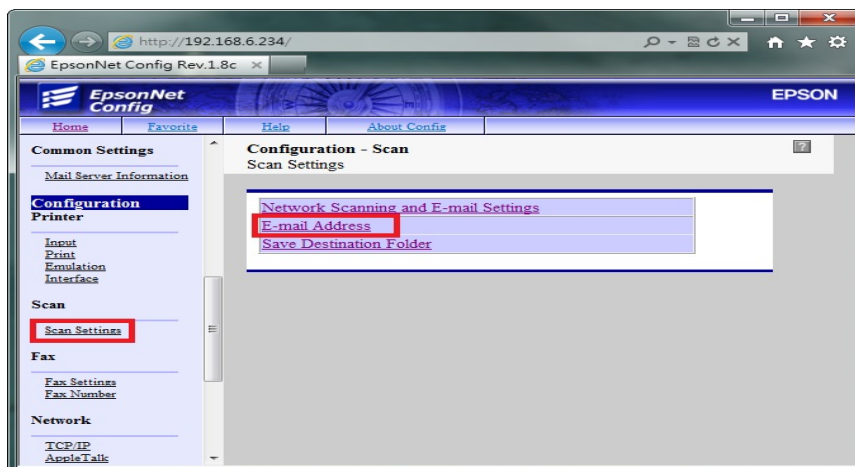 http://192.168.6.234/
EpsonNet Config Rev.1.8c
EpsonNet
Config
EPSON
Home Favorite Help About Config
Common Settings
Mail Server Information
Configuration
Printer
Input
Print
Emulation
Interface
Scan
Scan Settings
Fax
Fax Settings
Fax Number
Network
TCP/IP
AppleTalk
Configuration - Scan
Scan Settings
?
Network Scanning and E-mail Settings
E-mail Address
Save Destination Folder